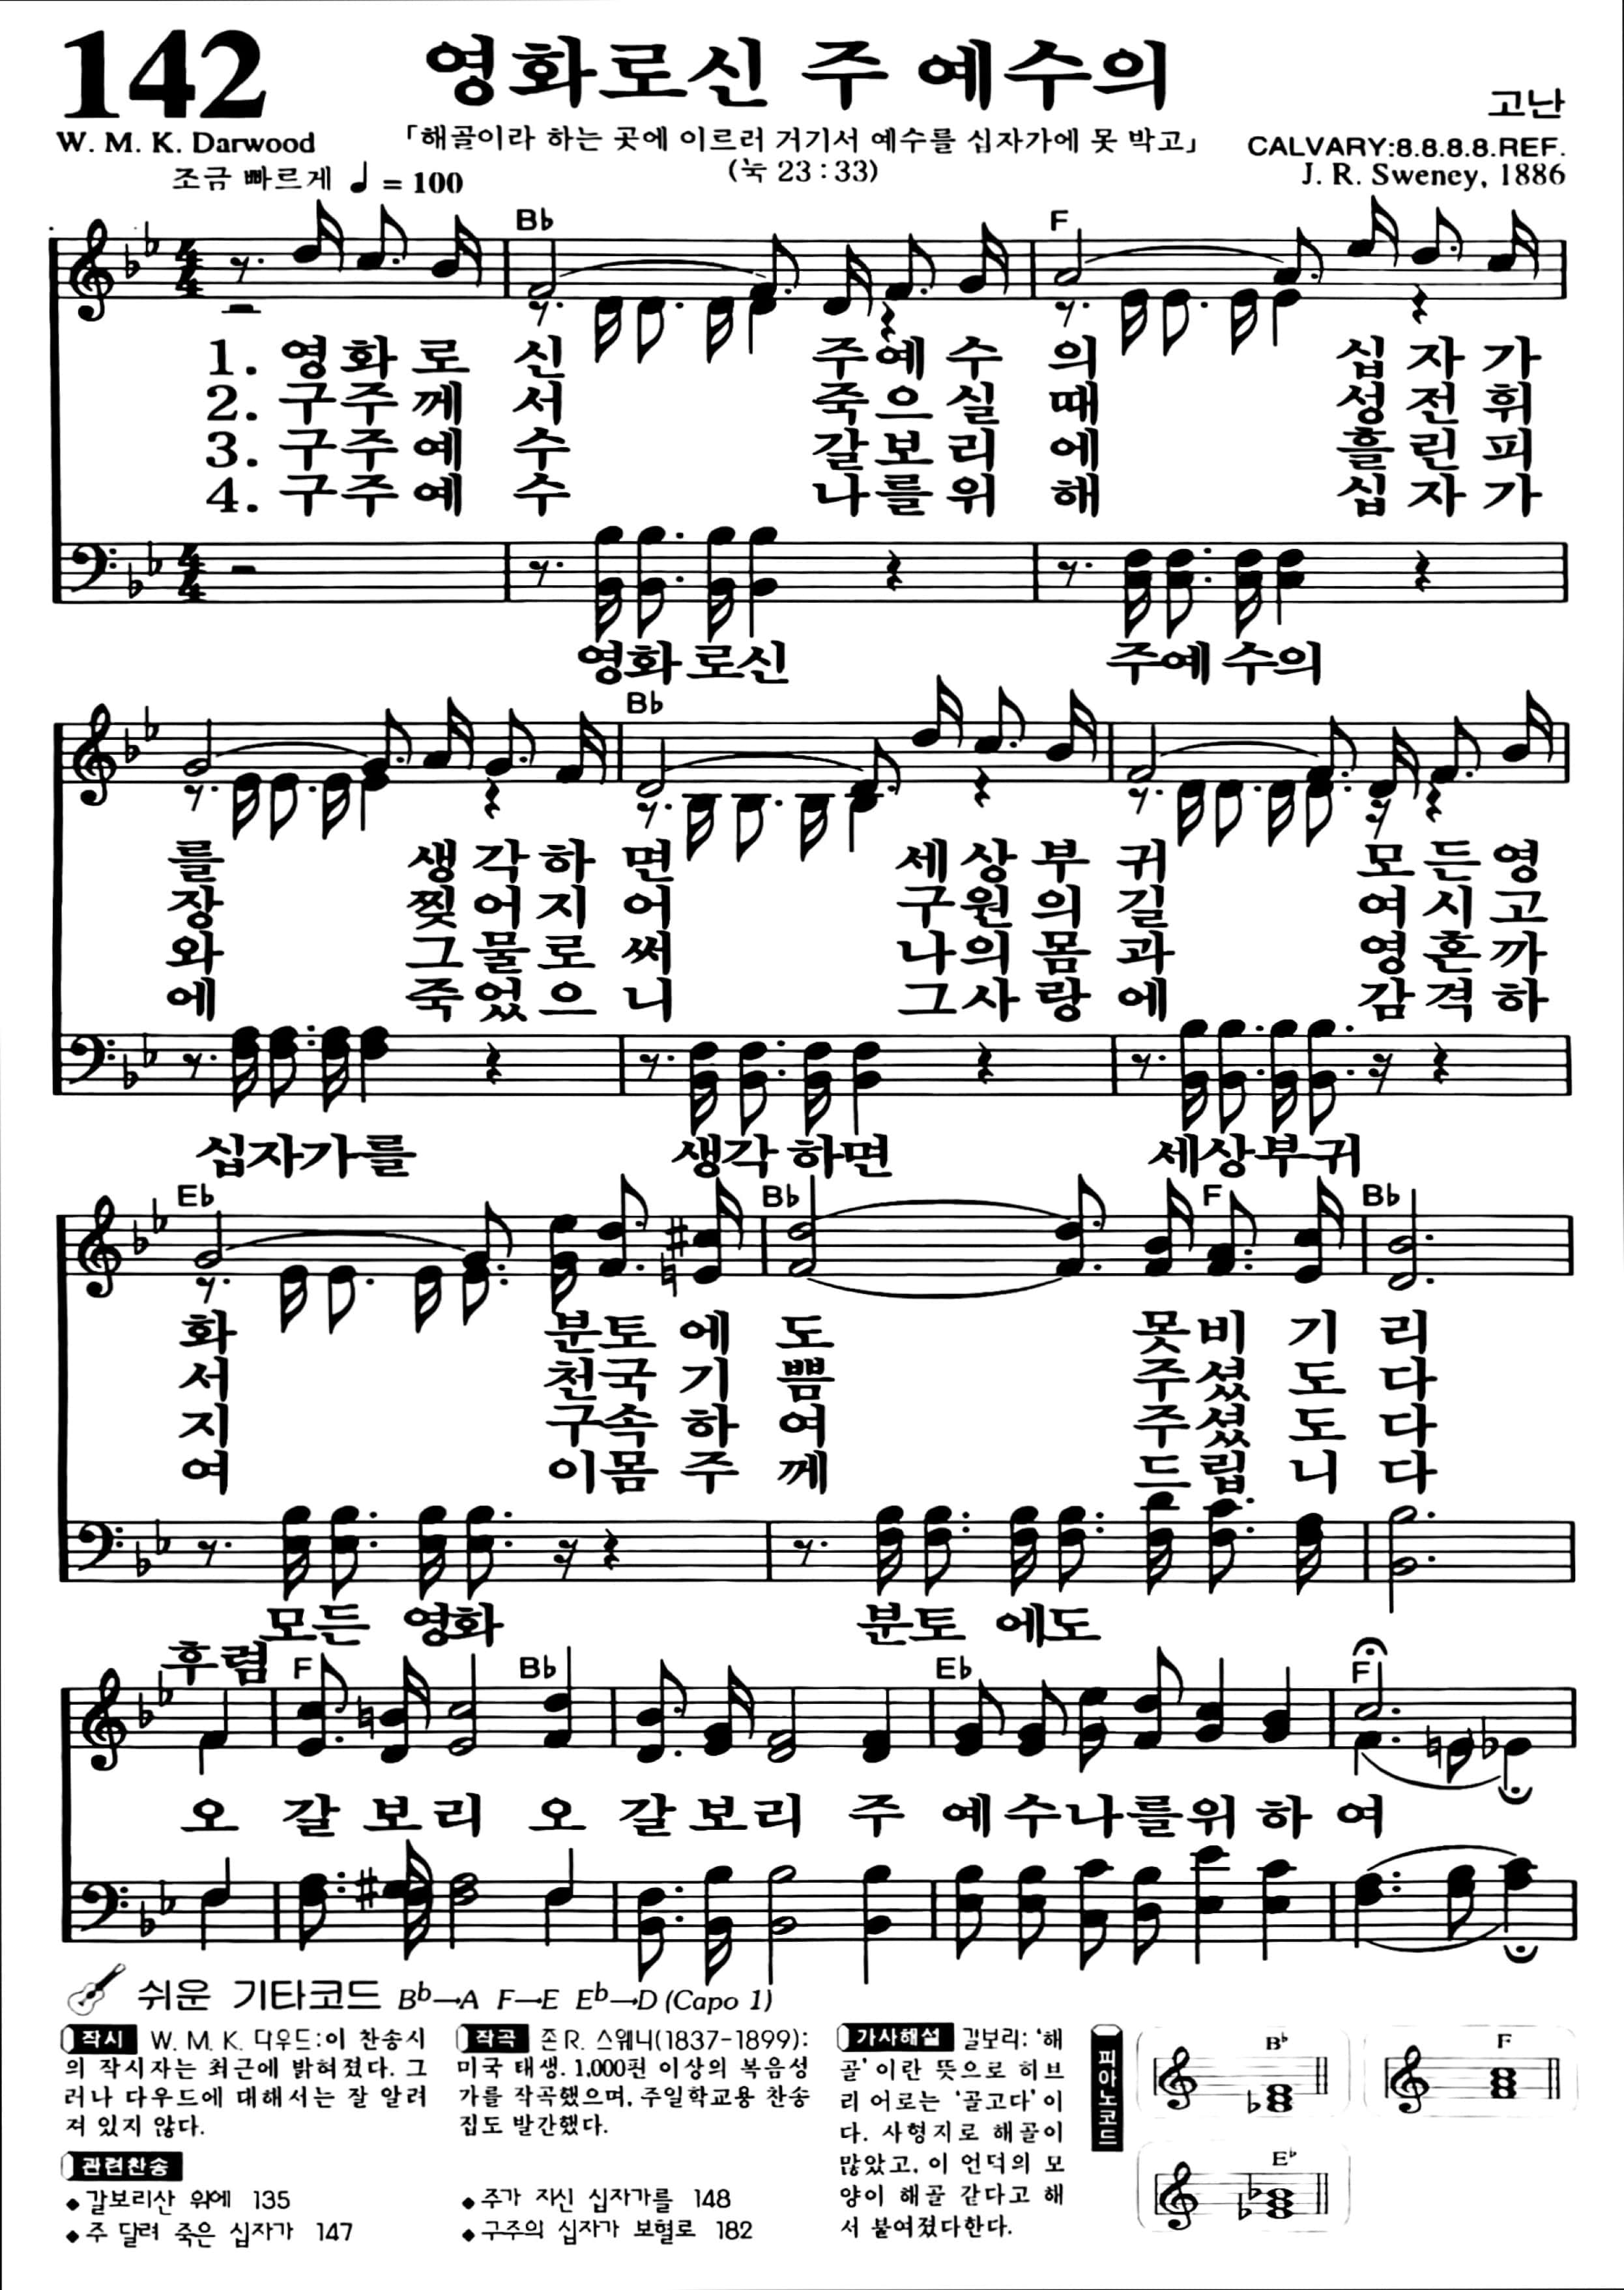 142
영화로신 주 예수의
고난
W. M. K. Darwood
「해골이라 하는 곳에 이르러 거기서 예수를 십자가에 못 박고」
CALVARY:8.8.8.8.REF.
조금 빠르게 ♩ = 100
(눅 23 : 33)
J. R. Sweney, 1886
B♭ F
1. 영화로 신 주예수 의 십자가
2. 구주께 서 죽으실 때 성전휘
3. 구주예 수 갈보리 에 흘린피
4. 구주예 수 나를위 해 십자가
영화로신 주예수의
B♭
를 생각하 면 세상부 귀 모든영
장 찢어지 어 구원의 길 여시고
와 그물로 써 나의몸 과 영혼까
에 죽었으 니 그사랑 에 감격하
십자가를 생각하면 세상부귀
E♭ B♭ F B♭
화 분토에 도 못비기 리
서 천국기 쁨 주셨도 다
지 구속하 여 주셨도 다
여 이몸주 께 드립니 다
모든 영화 분토 에도
후렴 F B♭ E♭ F
오 갈보리 오 갈보리 주 예수나를위하 여
쉬운 기타코드 B♭→A F→E E♭→D (Capo 1)
작시 W. M. K. 다우드:이 찬송시
의 작시자는 최근에 밝혀졌다. 그
러나 다우드에 대해서는 잘 알려
져 있지 않다.
작곡 존R. 스웨니(1837-1899):
미국 태생. 1,000편 이상의 복음성
가를 작곡했으며, 주일학교용 찬송
집도 발간했다.
가사해설 갈보리: '해
골' 이란 뜻으로 히브
리 어로는 '골고다' 이
다. 사형지로 해골이
많았고, 이 언덕의 모
양이 해골 같다고 해
서 붙여졌다한다.
관련찬송
◆ 갈보리산 위에 135
◆ 주 달려 죽은 십자가 147
◆ 주가 지신 십자가를 148
◆ 구주의 십자가 보혈로 182
피아노코드
B♭
F
E♭